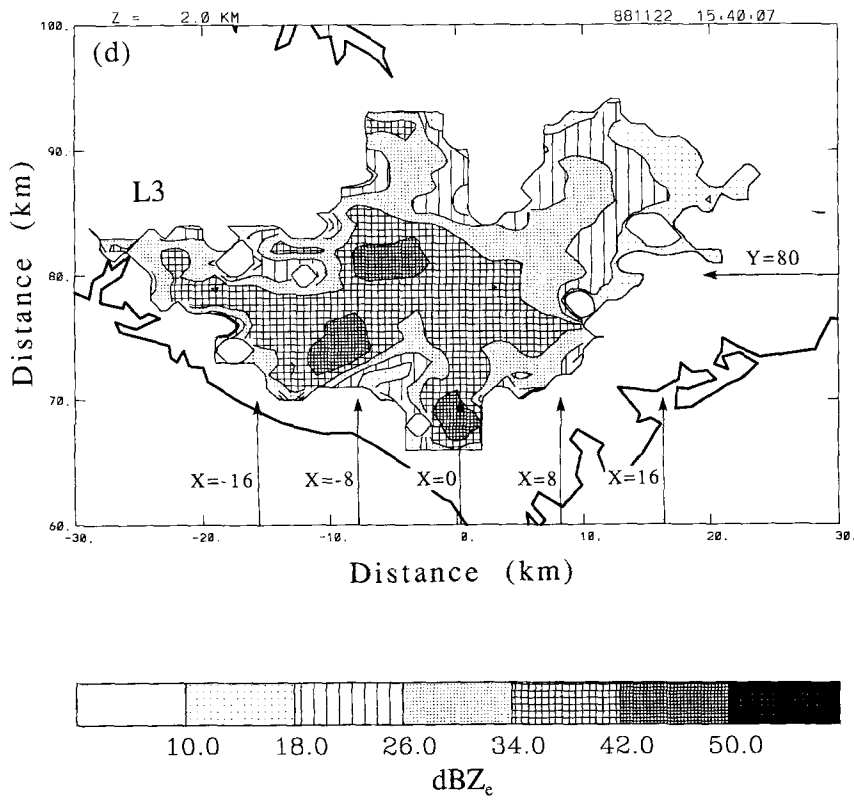 Z = 2.0 KM 881122 15:40:07
100.
(d)
90.
L3
80.
Y=80
70.
X=-16 X=-8 X=0 X=8 X=16
60.
-30. -20. -10. 0. 10. 20. 30.
Distance (km)
Distance (km)
10.0 18.0 26.0 34.0 42.0 50.0
dBZe